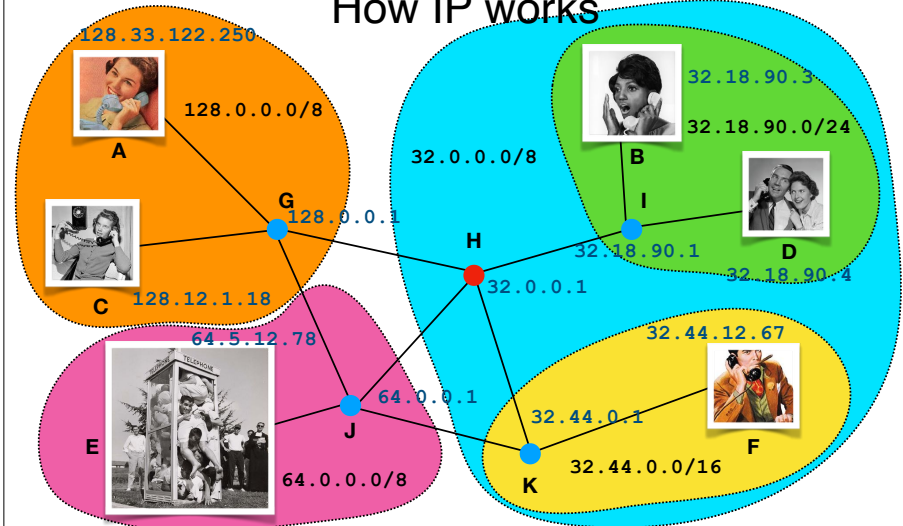 How IP works
128.33.122.250
A
128.0.0.0/8
C
128.12.1.18
G
128.0.0.1
32.0.0.0/8
H
32.0.0.1
B
32.18.90.3
32.18.90.0/24
I
32.18.90.1
D
32.18.90.4
64.5.12.78
TELEPHONE
TELEPHONE
E
J
64.0.0.1
64.0.0.0/8
32.44.12.67
32.44.0.1
F
K
32.44.0.0/16